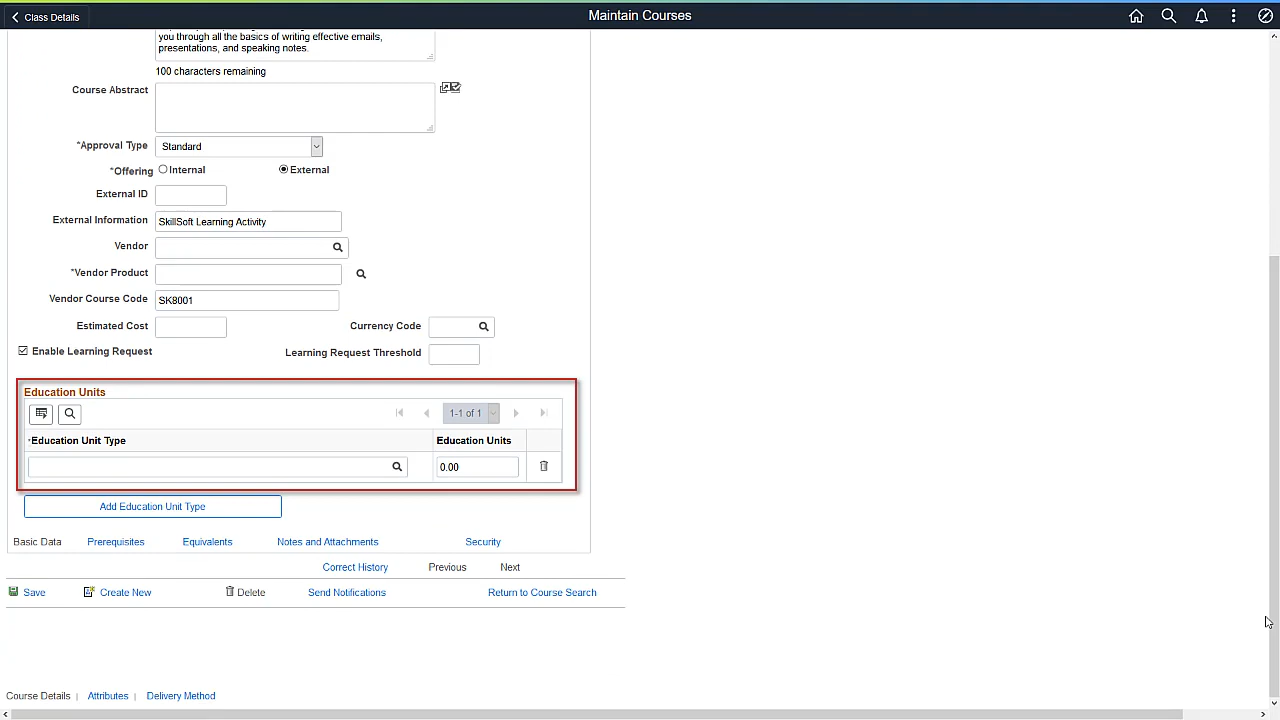 Class Details
Maintain Courses
you through all the basics of writing effective emails,
presentations, and speaking notes.
100 characters remaining
Course Abstract
*Approval Type Standard
*Offering Internal External
External ID
External Information SkillSoft Learning Activity
Vendor
*Vendor Product
Vendor Course Code SK8001
Estimated Cost Currency Code
Enable Learning Request Learning Request Threshold
Education Units
1-1 of 1
*Education Unit Type Education Units
0.00
Add Education Unit Type
Basic Data Prerequisites Equivalents Notes and Attachments Security
Correct History Previous Next
Save Create New Delete Send Notifications Return to Course Search
Course Details | Attributes | Delivery Method